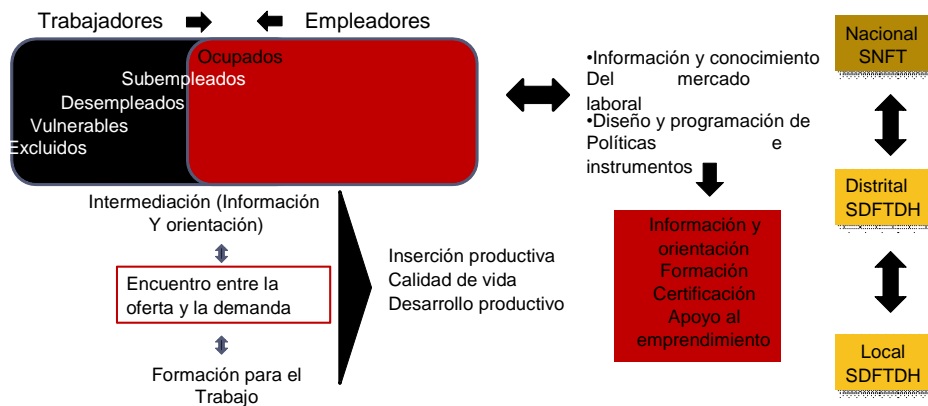 Trabajadores
Empleadores
Ocupados
Subempleados
Desempleados
Vulnerables
Excluidos
Intermediación (Información
Y orientación)
Encuentro entre la
oferta y la demanda
Formación para el
Trabajo
Inserción productiva
Calidad de vida
Desarrollo productivo
•Información y conocimiento
Del mercado
laboral
•Diseño y programación de
Políticas e
instrumentos
Información y
orientación
Formación
Certificación
Apoyo al
emprendimiento
Nacional
SNFT
Distrital
SDFTDH
Local
SDFTDH